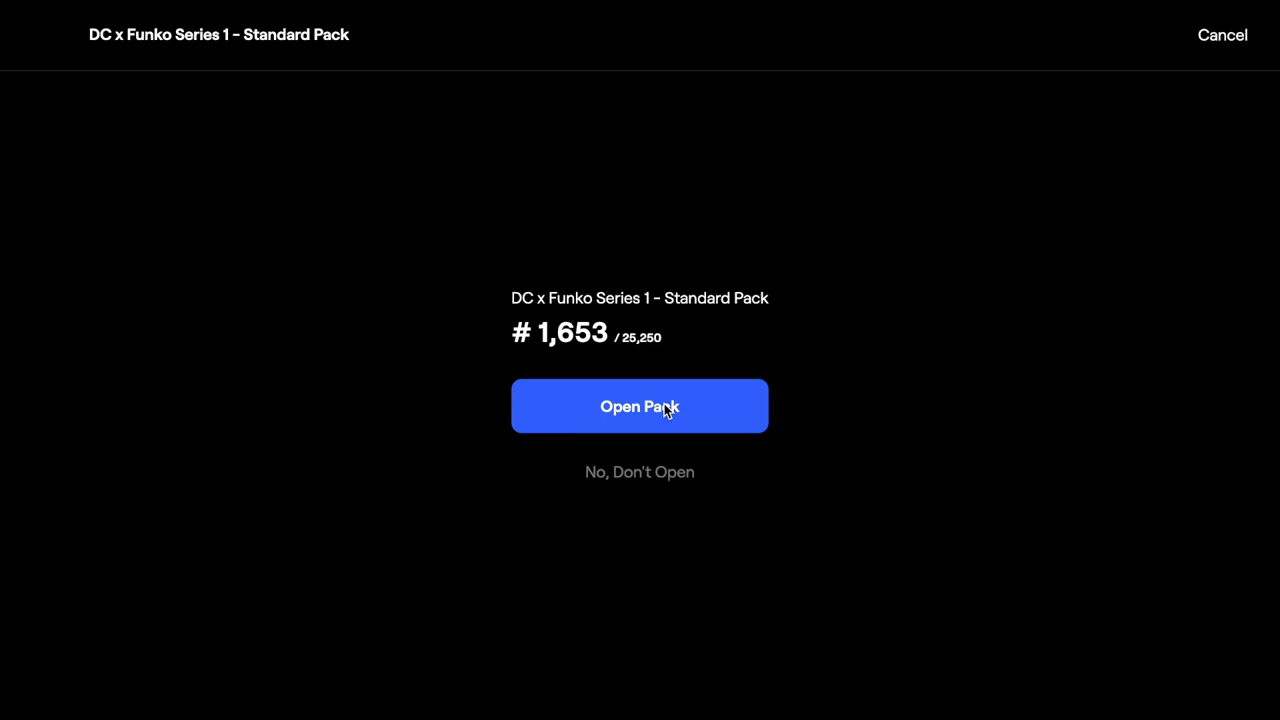 DC x Funko Series 1 - Standard Pack
Cancel
DC x Funko Series 1 - Standard Pack
# 1,653 / 25,250
Open Pack
No, Don't Open